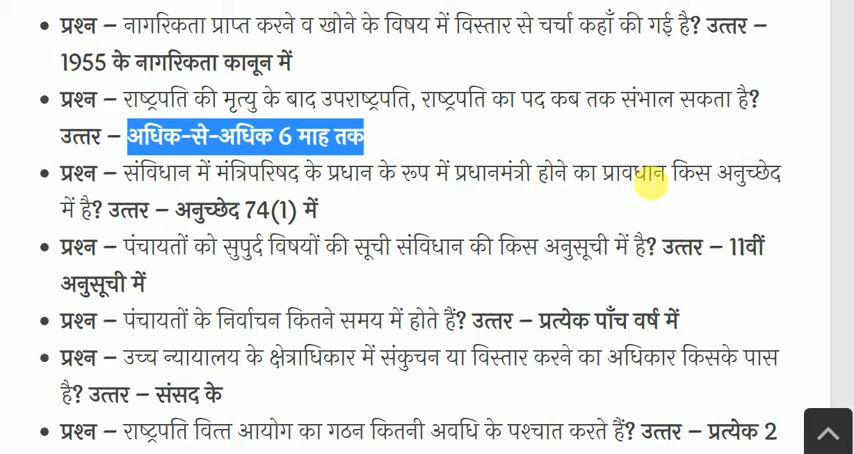 • प्रश्न – नागरिकता प्राप्त करने व खोने के विषय में विस्तार से चर्चा कहाँ की गई है? उत्तर –
1955 के नागरिकता कानून में
• प्रश्न – राष्ट्रपति की मृत्यु के बाद उपराष्ट्रपति, राष्ट्रपति का पद कब तक संभाल सकता है?
उत्तर – अधिक-से-अधिक 6 माह तक
• प्रश्न – संविधान में मंत्रिपरिषद के प्रधान के रूप में प्रधानमंत्री होने का प्रावधान किस अनुच्छेद
में है? उत्तर – अनुच्छेद 74(1) में
• प्रश्न – पंचायतों को सुपुर्द विषयों की सूची संविधान की किस अनुसूची में है? उत्तर – 11वीं
अनुसूची में
• प्रश्न – पंचायतों के निर्वाचन कितने समय में होते हैं? उत्तर – प्रत्येक पाँच वर्ष में
• प्रश्न – उच्च न्यायालय के क्षेत्राधिकार में संकुचन या विस्तार करने का अधिकार किसके पास
है? उत्तर – संसद के
• प्रश्न – राष्ट्रपति वित्त आयोग का गठन कितनी अवधि के पश्चात करते हैं? उत्तर – प्रत्येक 2